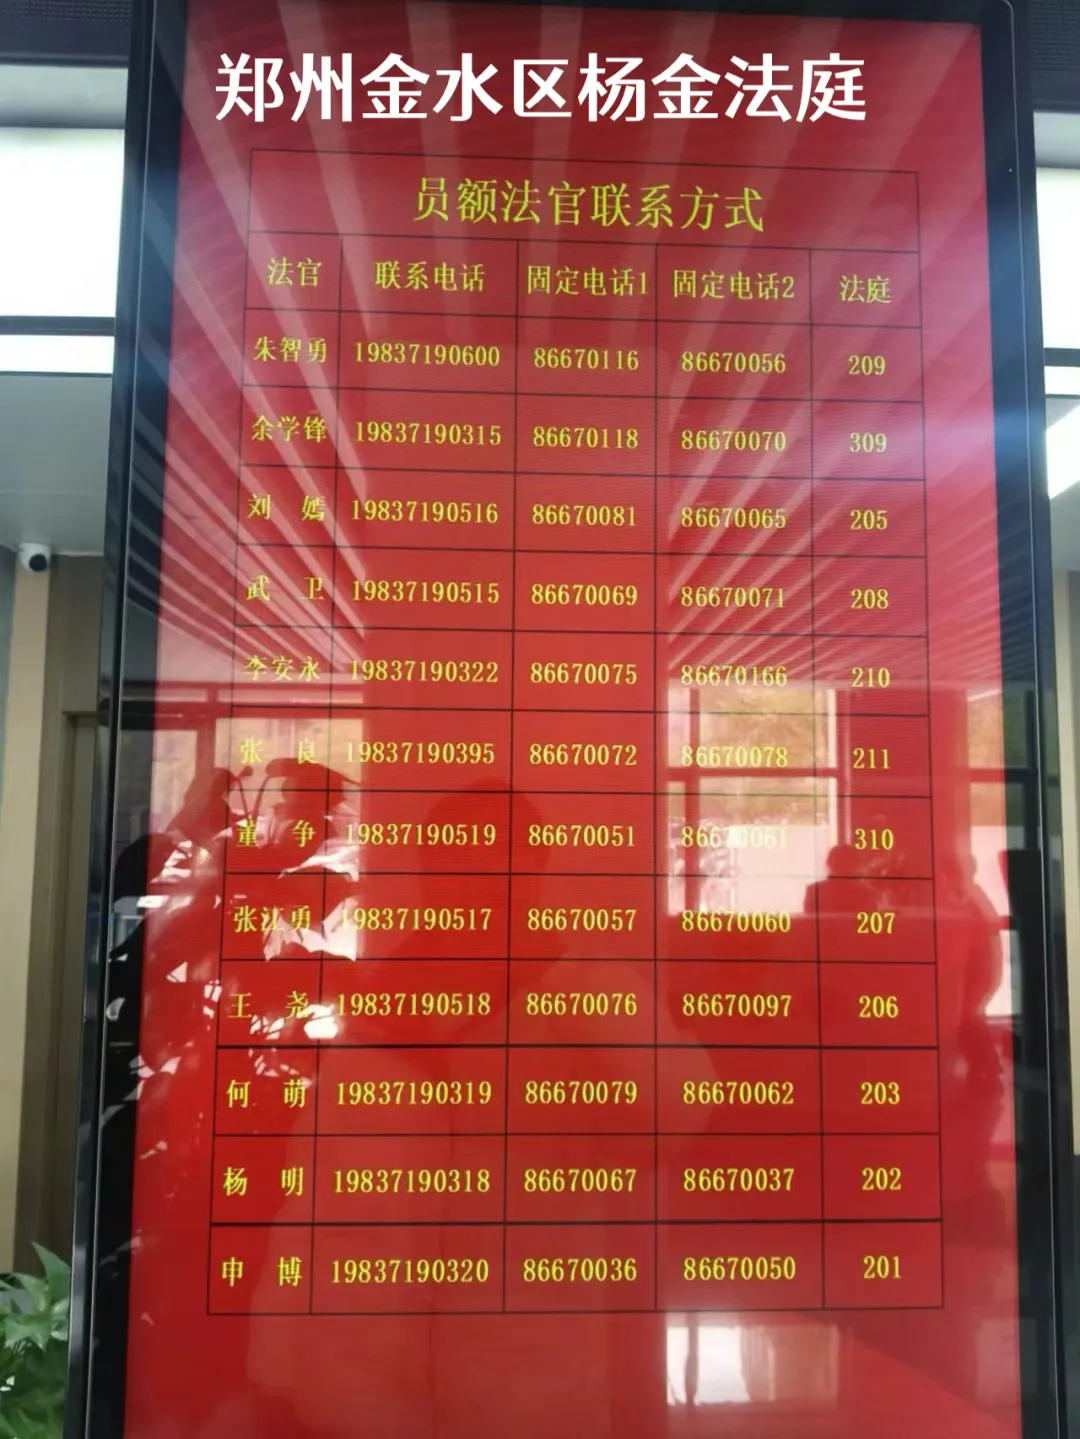 郑州金水区杨金法庭
员额法官联系方式
法官 联系电话 固定电话1 固定电话2 法庭
朱智勇 19837190600 86670116 86670056 209
余学锋 19837190315 86670118 86670070 309
刘 嫣 19837190516 86670081 86670065 205
武 卫 19837190515 86670069 86670071 208
李安永 19837190322 86670075 86670166 210
张 良 19837190395 86670072 86670078 211
董 争 19837190519 86670051 86670061 310
张江勇 19837190517 86670057 86670060 207
王 尧 19837190518 86670076 86670097 206
何 萌 19837190319 86670079 86670062 203
杨 明 19837190318 86670067 86670037 202
申 博 19837190320 86670036 86670050 201